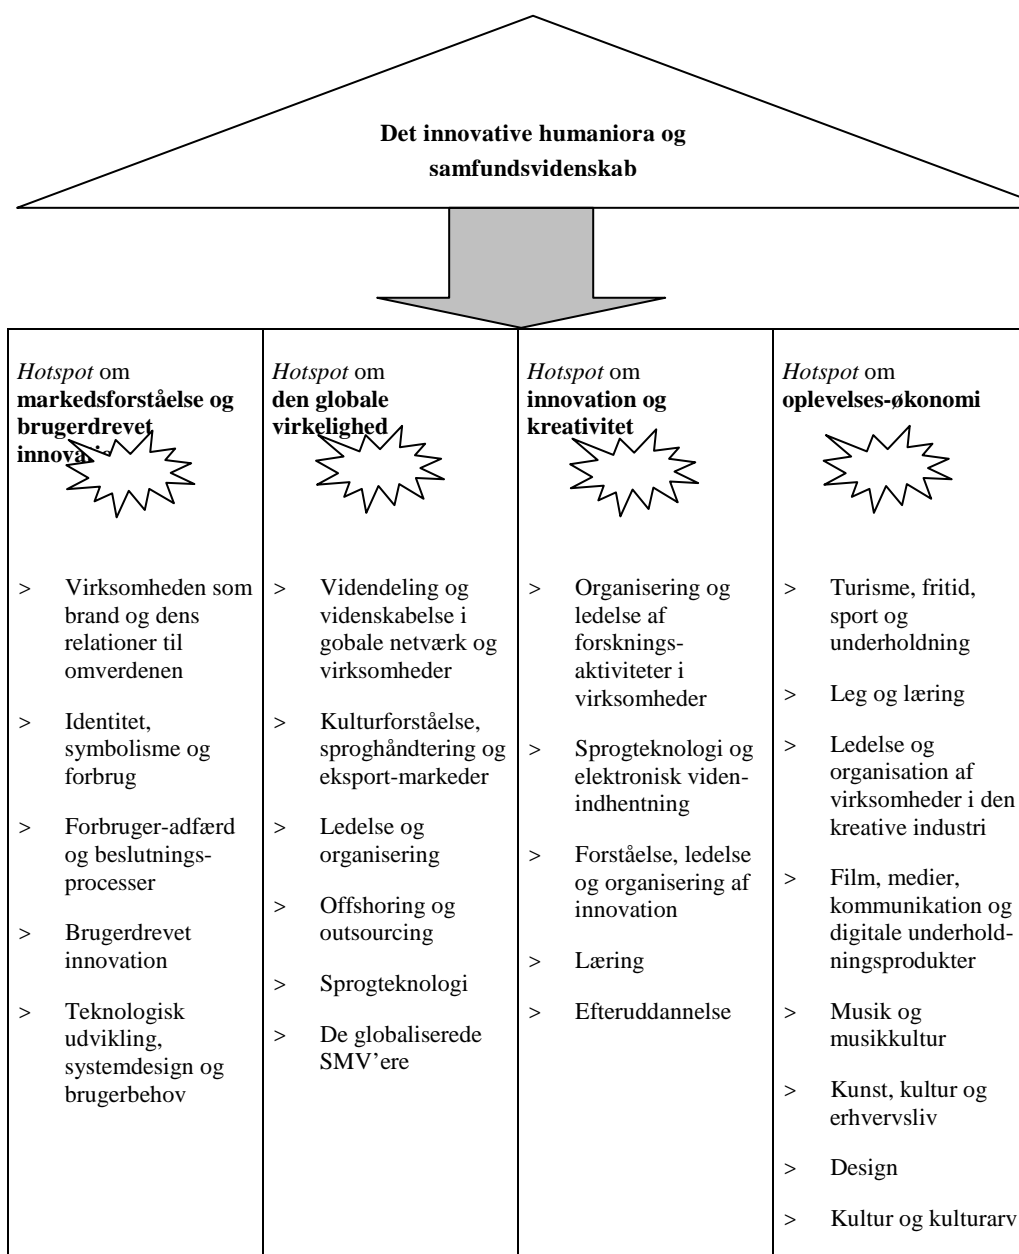 Det innovative humaniora og
samfundsvidenskab
Hotspot om
markedsforståelse og
brugerdrevet
Hotspot om
den globale
virkelighed
Hotspot om
innovation og
kreativitet
Hotspot om
oplevelses-økonomi
> Virksomheden som
brand og dens
relationer til
omverdenen
> Identitet,
symbolisme og
forbrug
> Forbruger-adfærd
og beslutnings-
processer
> Brugerdrevet
innovation
> Teknologisk
udvikling,
systemdesign og
brugerbehov
> Videndeling og
videnskabelse i
gobale netværk og
virksomheder
> Kulturforståelse,
sproghåndtering og
eksport-markeder
> Ledelse og
organisering
> Offshoring og
outsourcing
> Sprogteknologi
> De globaliserede
SMV’ere
> Organisering og
ledelse af
forsknings-
aktiviteter i
virksomheder
> Sprogteknologi og
elektronisk viden-
indhentning
> Forståelse, ledelse
og organisering af
innovation
> Læring
> Efteruddannelse
> Turisme, fritid,
sport og
underholdning
> Leg og læring
> Ledelse og
organisation af
virksomheder i den
kreative industri
> Film, medier,
kommunikation og
digitale underhold-
ningsprodukter
> Musik og
musikkultur
> Kunst, kultur og
erhvervsliv
> Design
> Kultur og kulturarv